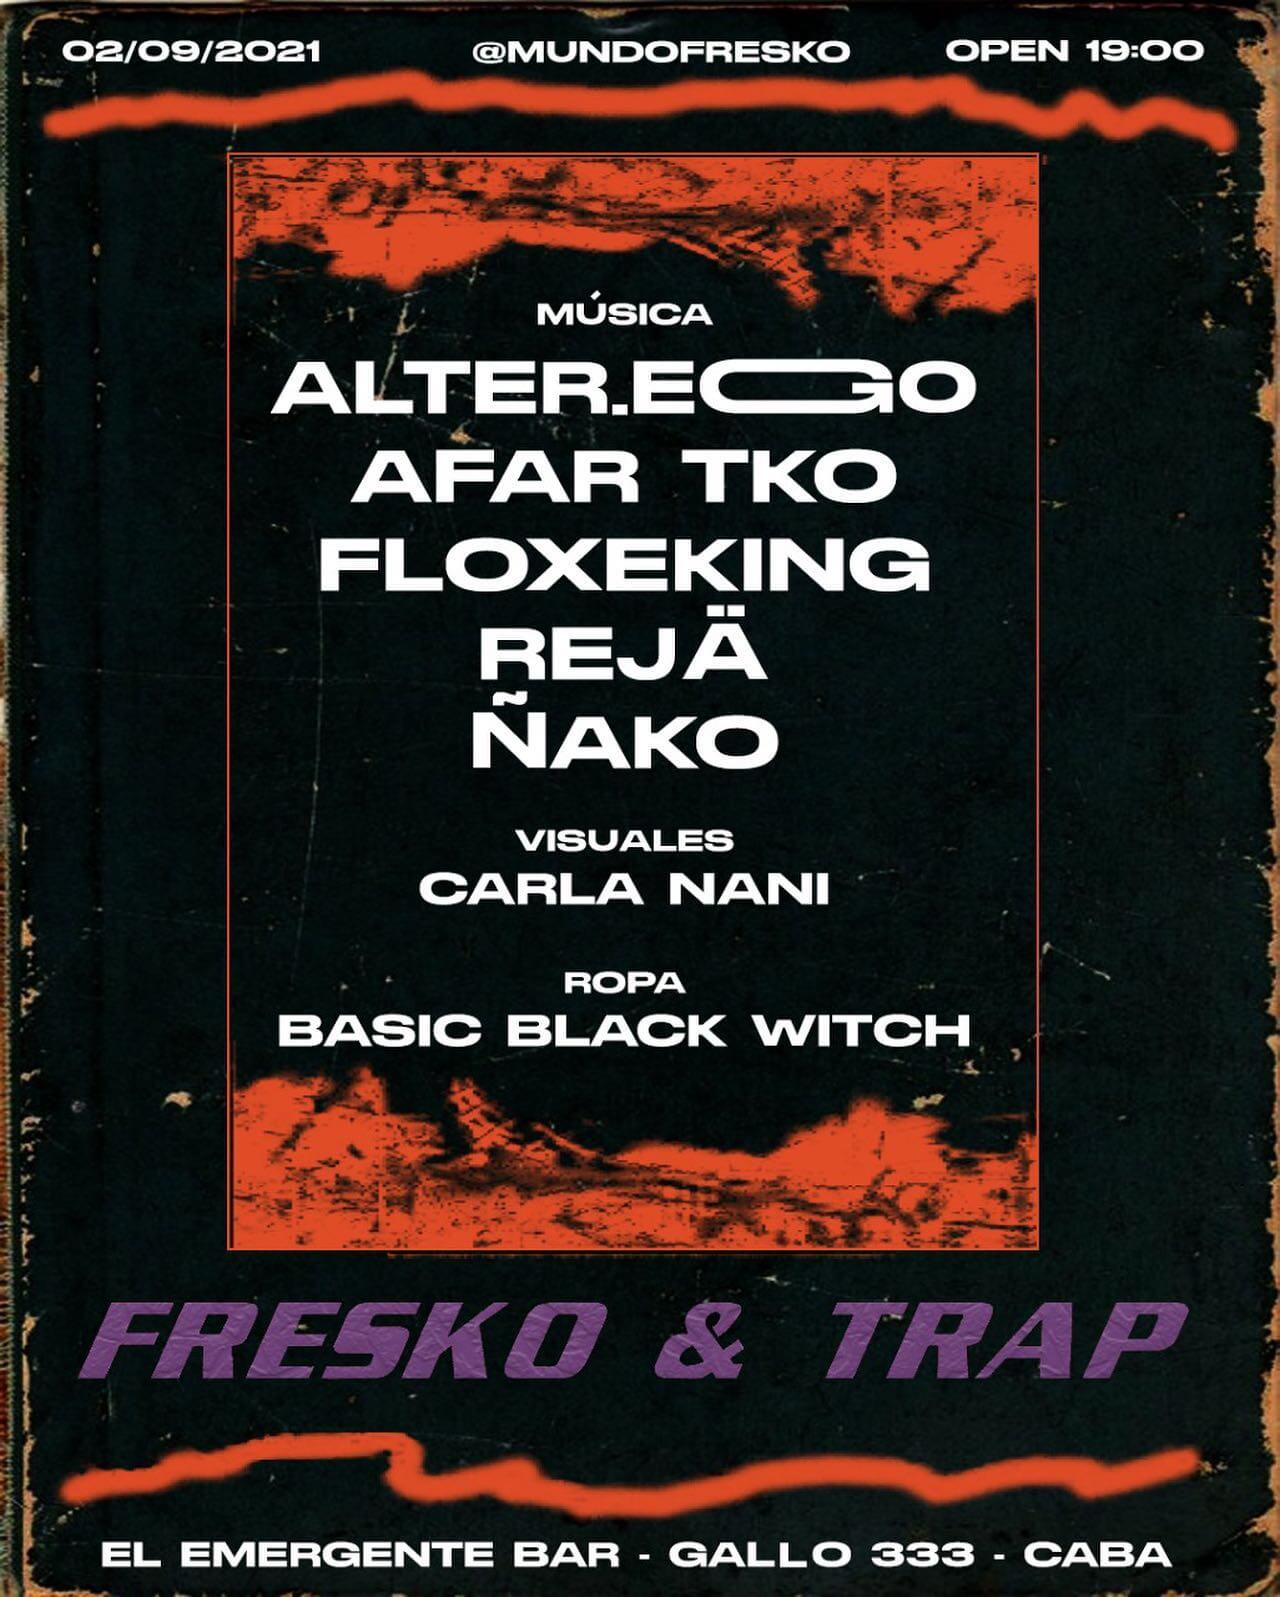 02/09/2021 @MUNDOFRESKO OPEN 19:00
MÚSICA
ALTER.EGO
AFAR TKO
FLOXEKING
REJÄ
ÑAKO
VISUALES
CARLA NANI
ROPA
BASIC BLACK WITCH
FRESKO & TRAP
EL EMERGENTE BAR - GALLO 333 - CABA